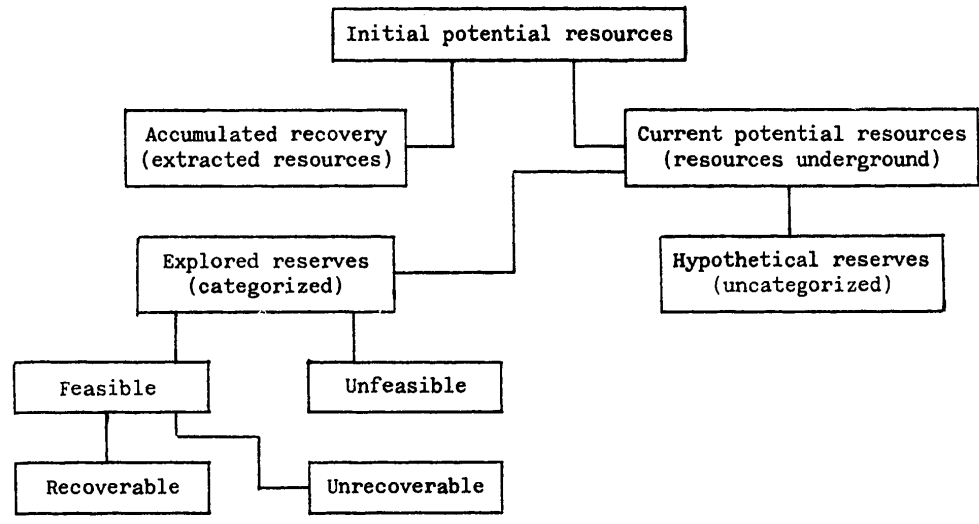 Initial potential resources
Accumulated recovery
(extracted resources)
Current potential resources
(resources underground)
Explored reserves
(categorized)
Hypothetical reserves
(uncategorized)
Feasible
Unfeasible
Recoverable
Unrecoverable